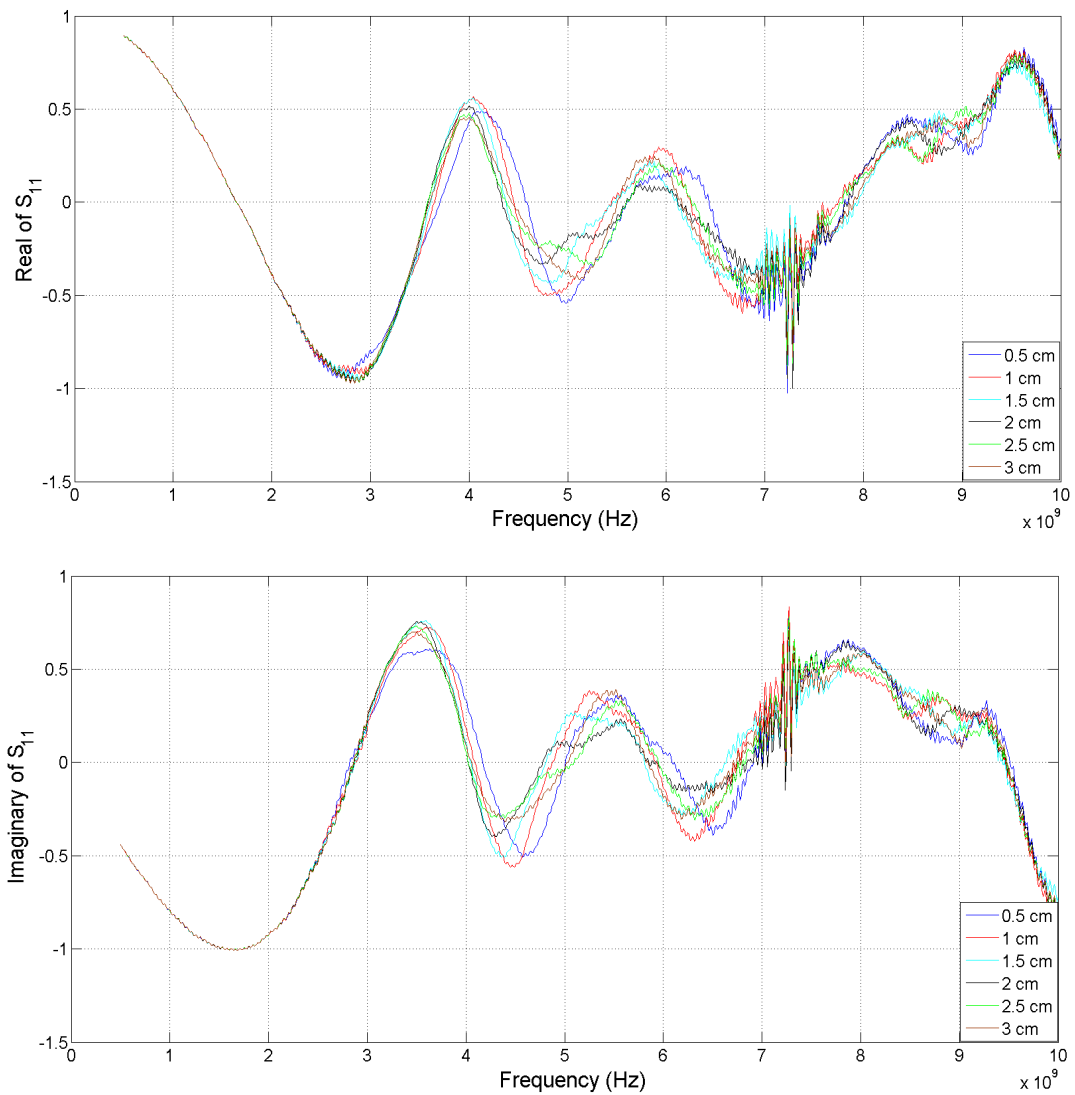 1
0.5
0
-0.5
-1
-1.5
Real of S11
0 1 2 3 4 5 6 7 8 9 10
Frequency (Hz)
x 10^9
0.5 cm
1 cm
1.5 cm
2 cm
2.5 cm
3 cm
1
0.5
0
-0.5
-1
-1.5
Imaginary of S11
0 1 2 3 4 5 6 7 8 9 10
Frequency (Hz)
x 10^9
0.5 cm
1 cm
1.5 cm
2 cm
2.5 cm
3 cm